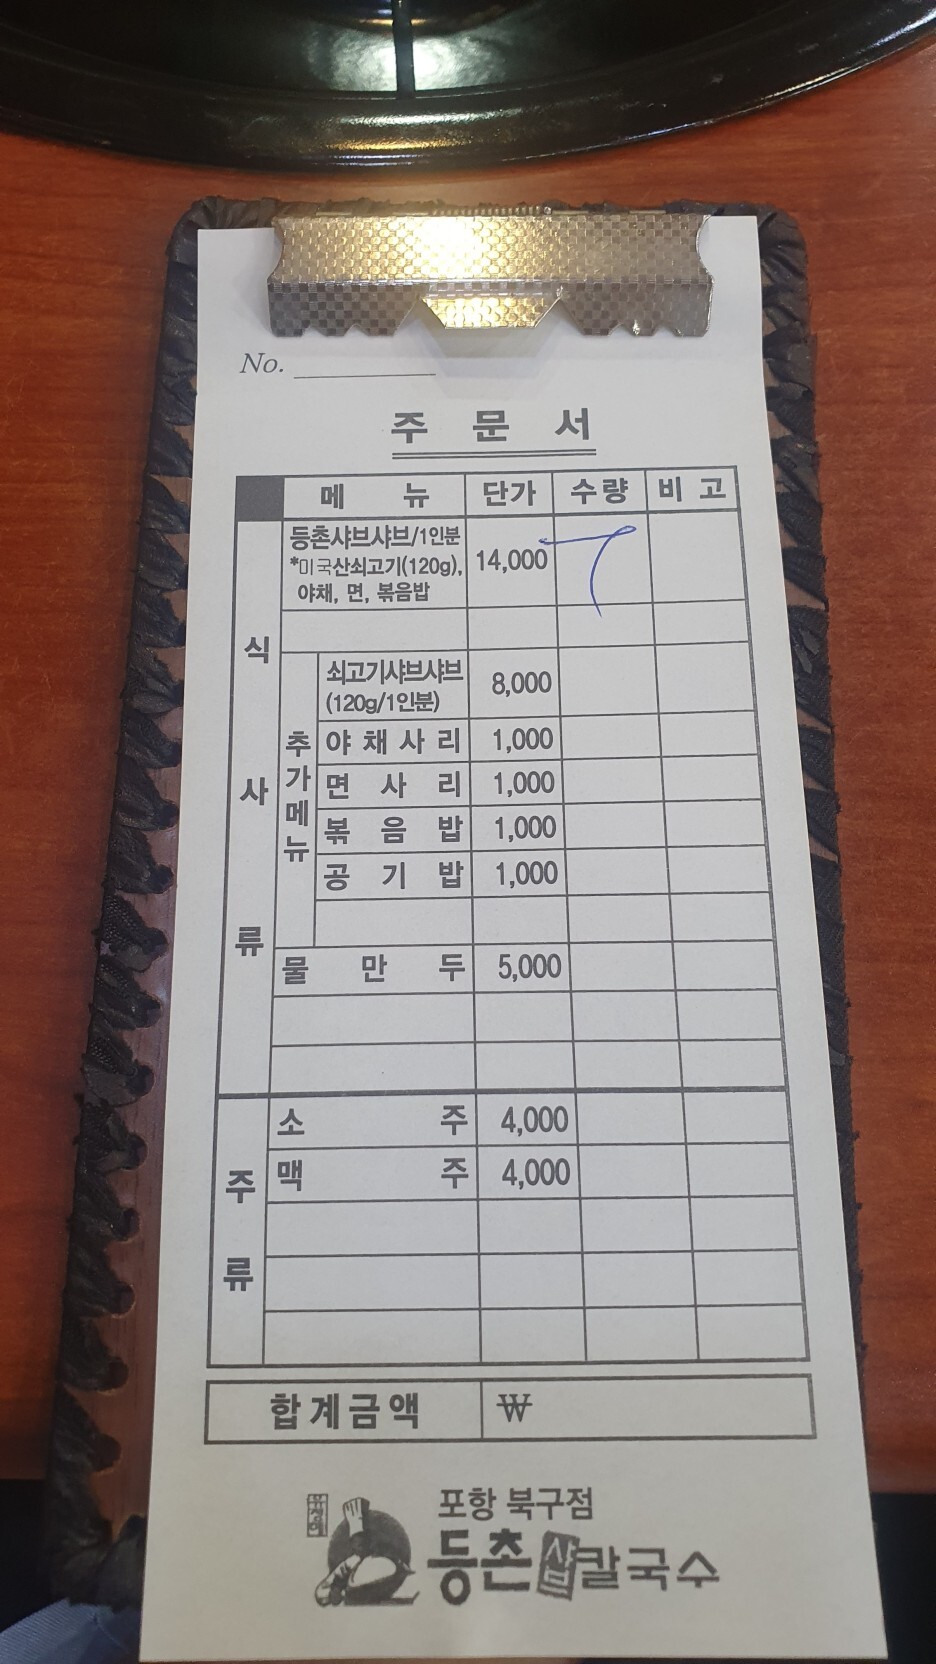 No.
주 문 서
메 뉴 단가 수량 비 고
식 사 류
등촌샤브샤브/1인분
*미국산쇠고기(120g),
야채, 면, 볶음밥
14,000 7
추가메뉴
쇠고기샤브샤브
(120g/1인분)
8,000
야 채 사 리 1,000
면 사 리 1,000
볶 음 밥 1,000
공 기 밥 1,000
물 만 두 5,000
주 류
소 주 4,000
맥 주 4,000
합계금액 ₩
포항 북구점
등촌샤브칼국수